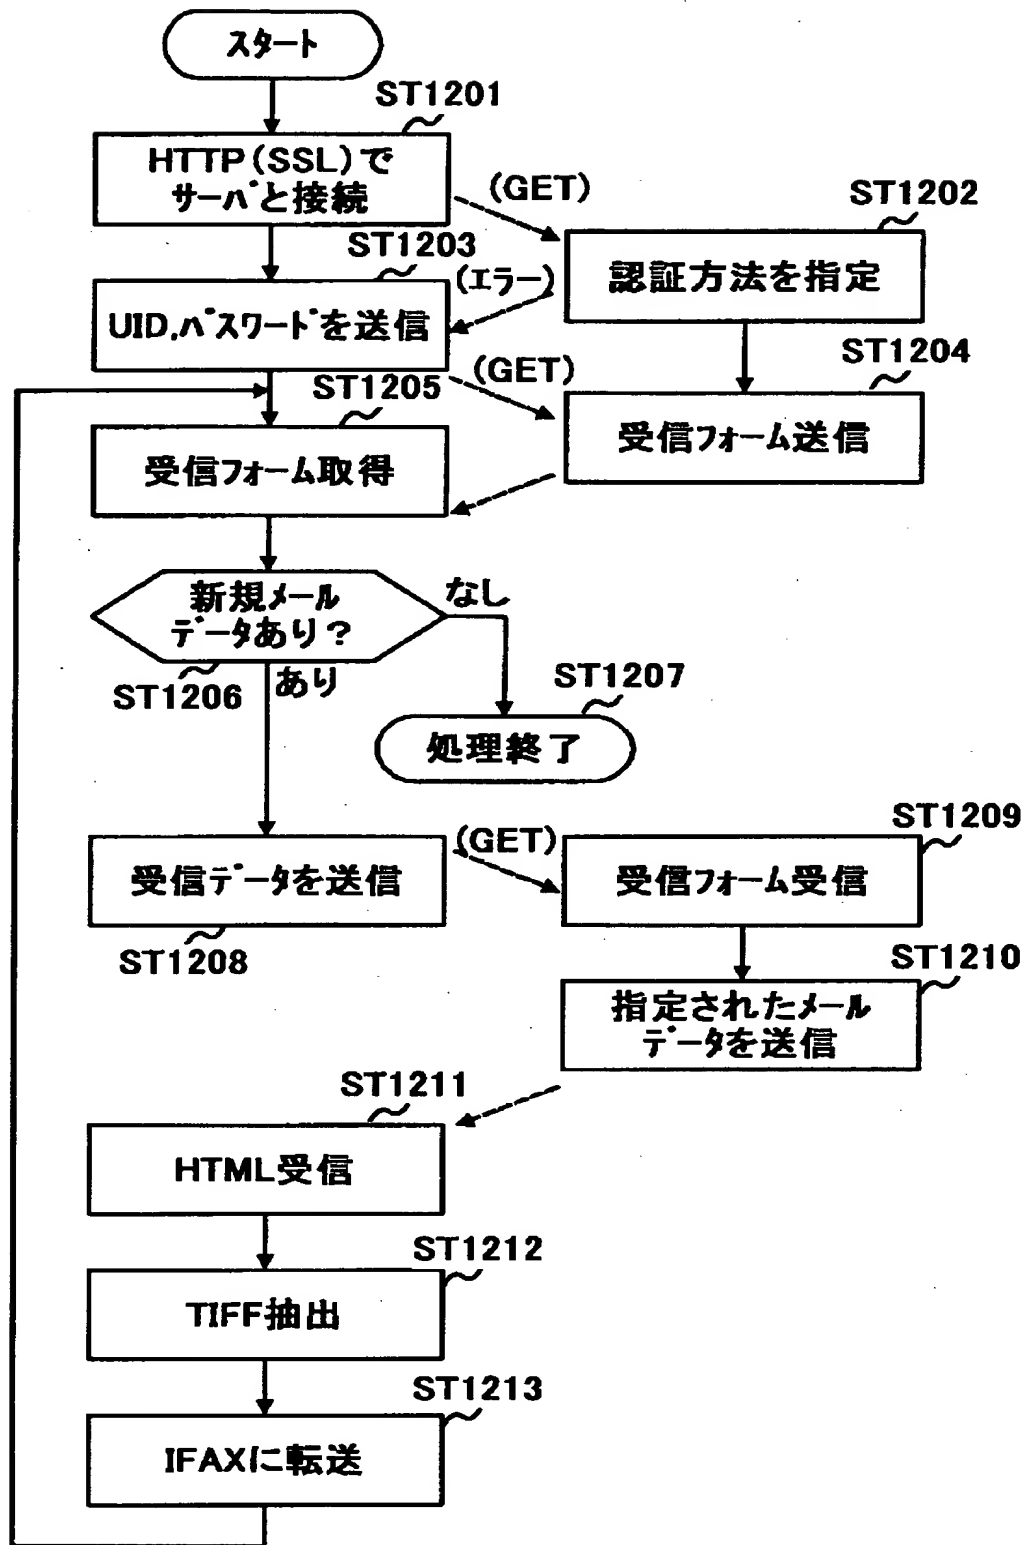 スタート
ST1201
HTTP(SSL)で
サーバと接続
(GET)
ST1202
認証方法を指定
ST1203
(エラー)
UID,パスワードを送信
ST1204
(GET)
受信フォーム送信
ST1205
受信フォーム取得
新規メール
データあり?
なし
ST1206
あり
ST1207
処理終了
ST1209
(GET)
受信データを送信
受信フォーム受信
ST1208
ST1210
指定されたメール
データを送信
ST1211
HTML受信
ST1212
TIFF抽出
ST1213
IFAXに転送